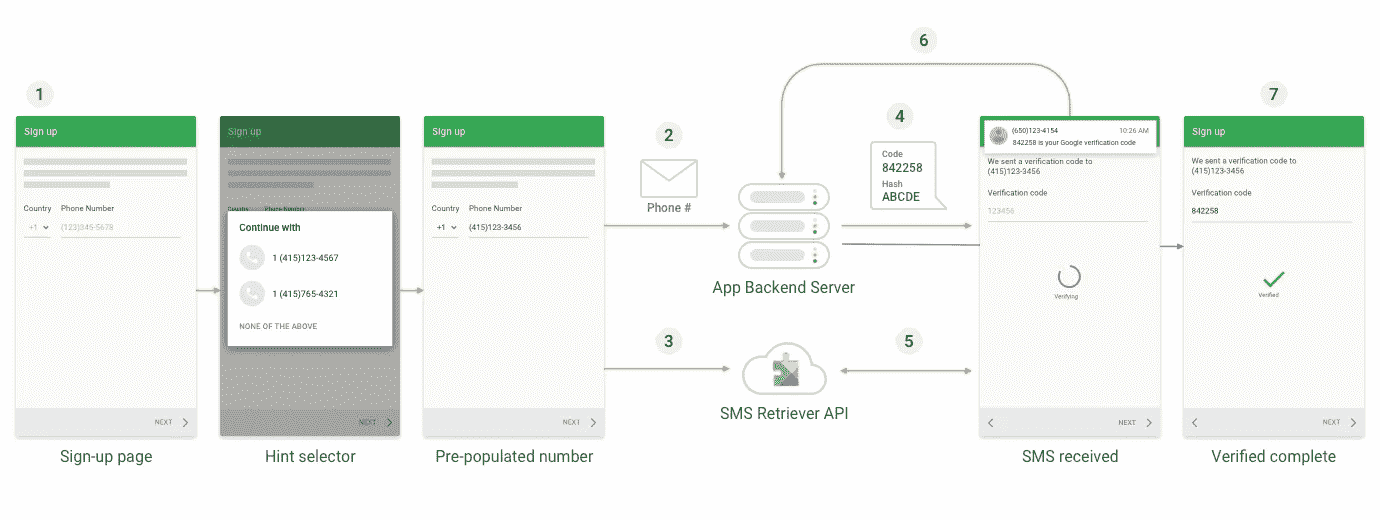 1
Sign up
Country Phone Number
+1 (123)345-5678
NEXT
Sign-up page
Sign up
Country Phone Number
Continue with
1 (415)123-4567
1 (415)765-4321
NONE OF THE ABOVE
NEXT
Hint selector
Sign up
Country Phone Number
+1 (415)123-3456
NEXT
Pre-populated number
2
Phone #
3
App Backend Server
SMS Retriever API
6
4
Code
842258
Hash
ABCDE
5
(650)123-4154 10:26 AM
842258 is your Google verification code
We sent a verification code to
(415)123-3456
Verification code
123456
Verifying
NEXT
SMS received
7
Sign up
We sent a verification code to
(415)123-3456
Verification code
842258
Verified
NEXT
Verified complete